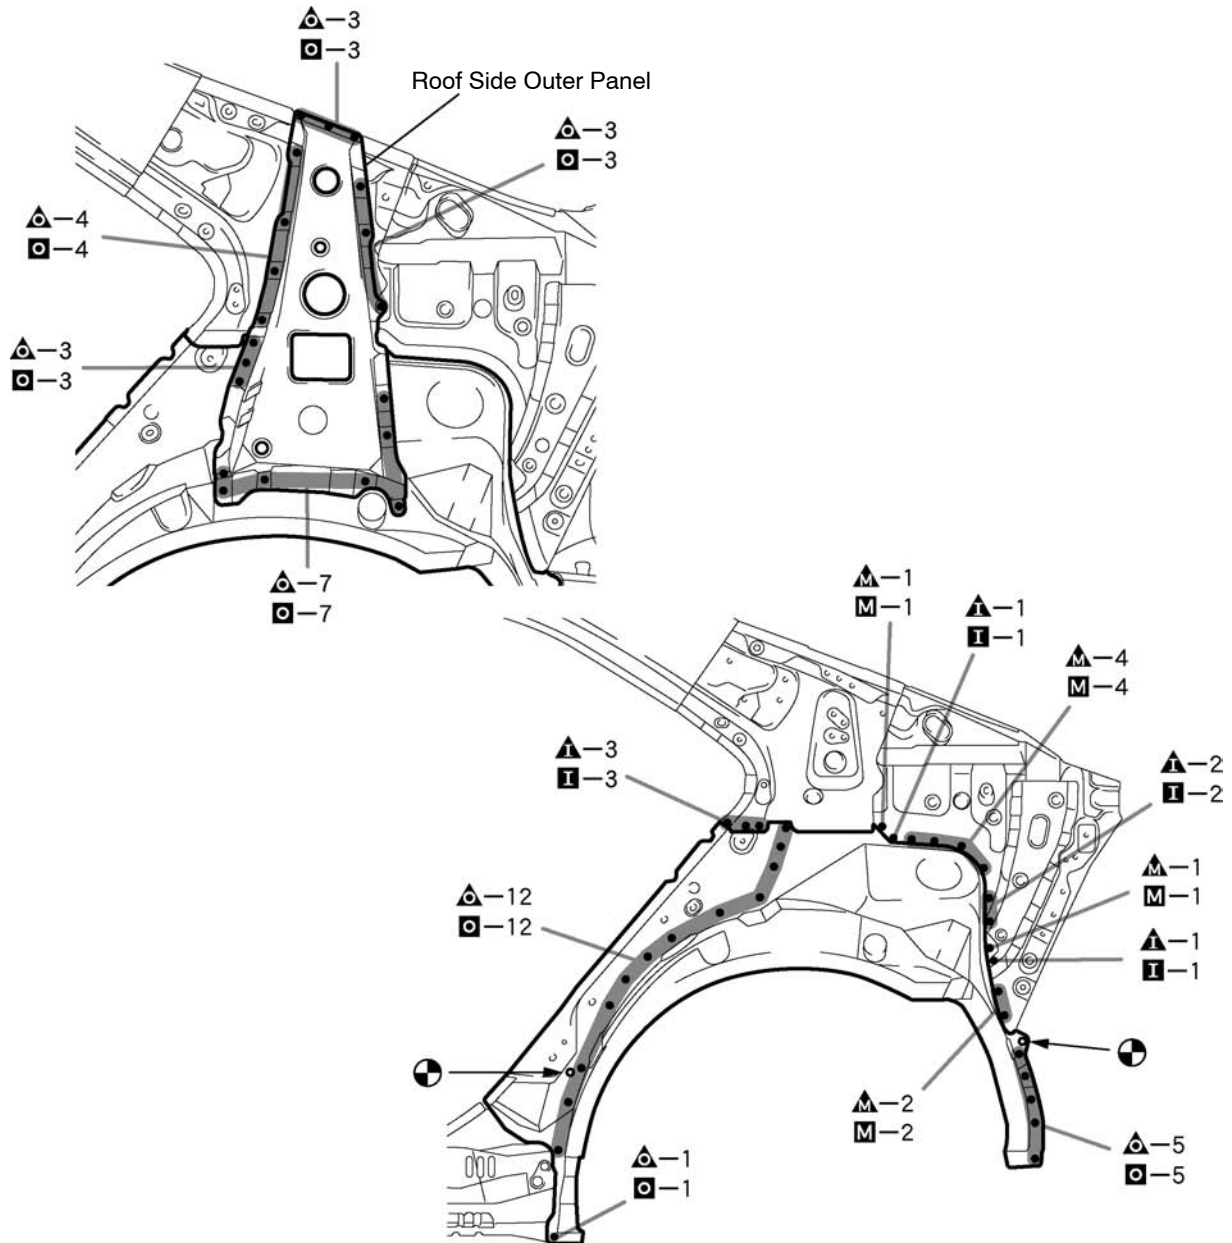 O—3
O—3
Roof Side Outer Panel
O—3
O—3
O—4
O—4
O—3
O—3
O—7
O—7
M—1
M—1
I—1
I—1
M—4
M—4
I—3
I—3
I—2
I—2
M—1
M—1
O—12
O—12
I—1
I—1
M—2
M—2
O—1
O—1
O—5
O—5